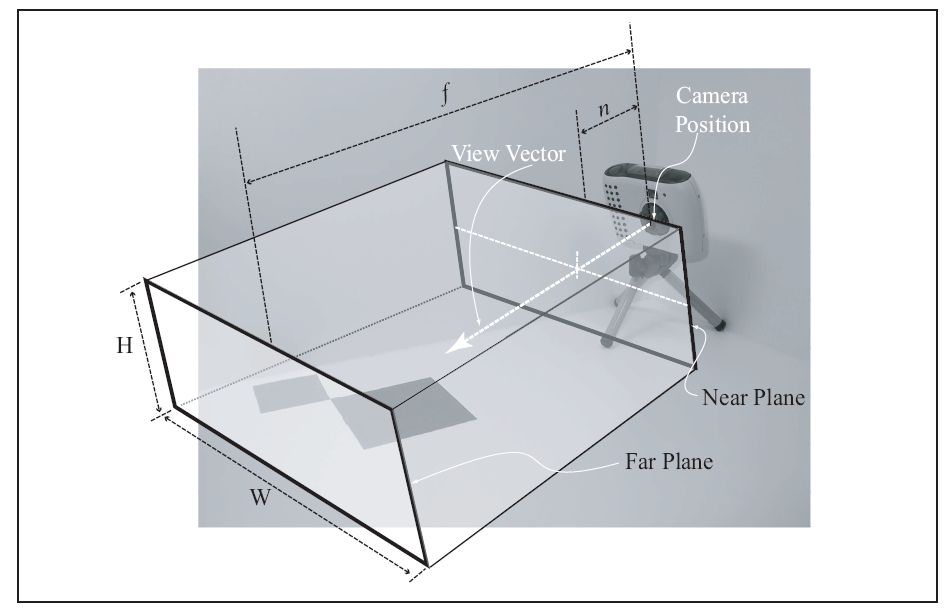 f
n
Camera
Position
View Vector
H
Near Plane
Far Plane
W